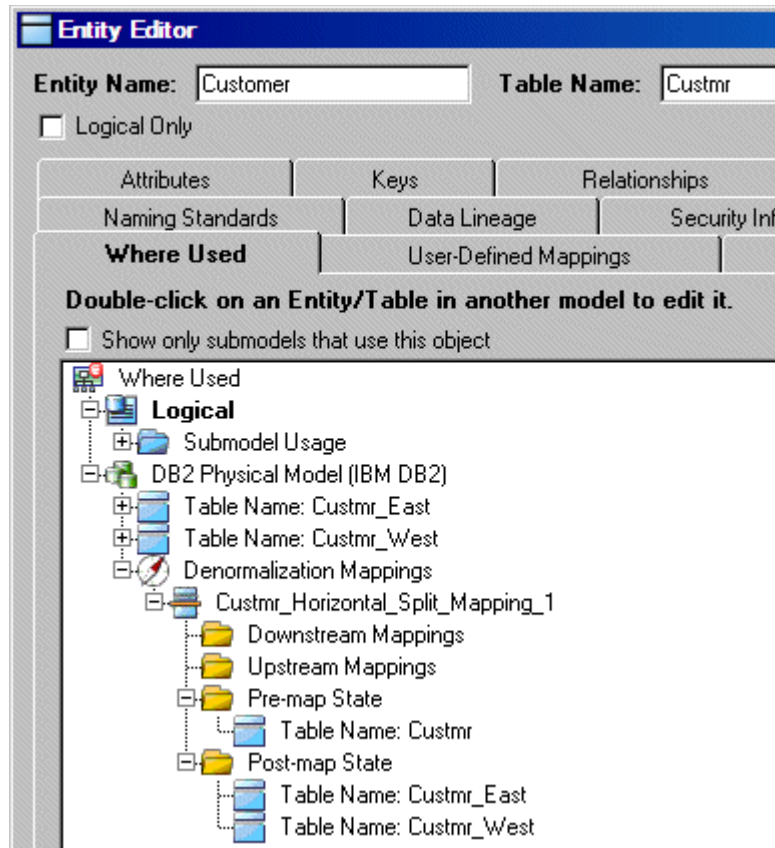 Entity Editor
Entity Name: Customer Table Name: Custmr
Logical Only
Attributes Keys Relationships
Naming Standards Data Lineage Security Inf
Where Used User-Defined Mappings
Double-click on an Entity/Table in another model to edit it.
Show only submodels that use this object
Where Used
Logical
Submodel Usage
DB2 Physical Model (IBM DB2)
Table Name: Custmr_East
Table Name: Custmr_West
Denormalization Mappings
Custmr_Horizontal_Split_Mapping_1
Downstream Mappings
Upstream Mappings
Pre-map State
Table Name: Custmr
Post-map State
Table Name: Custmr_East
Table Name: Custmr_West